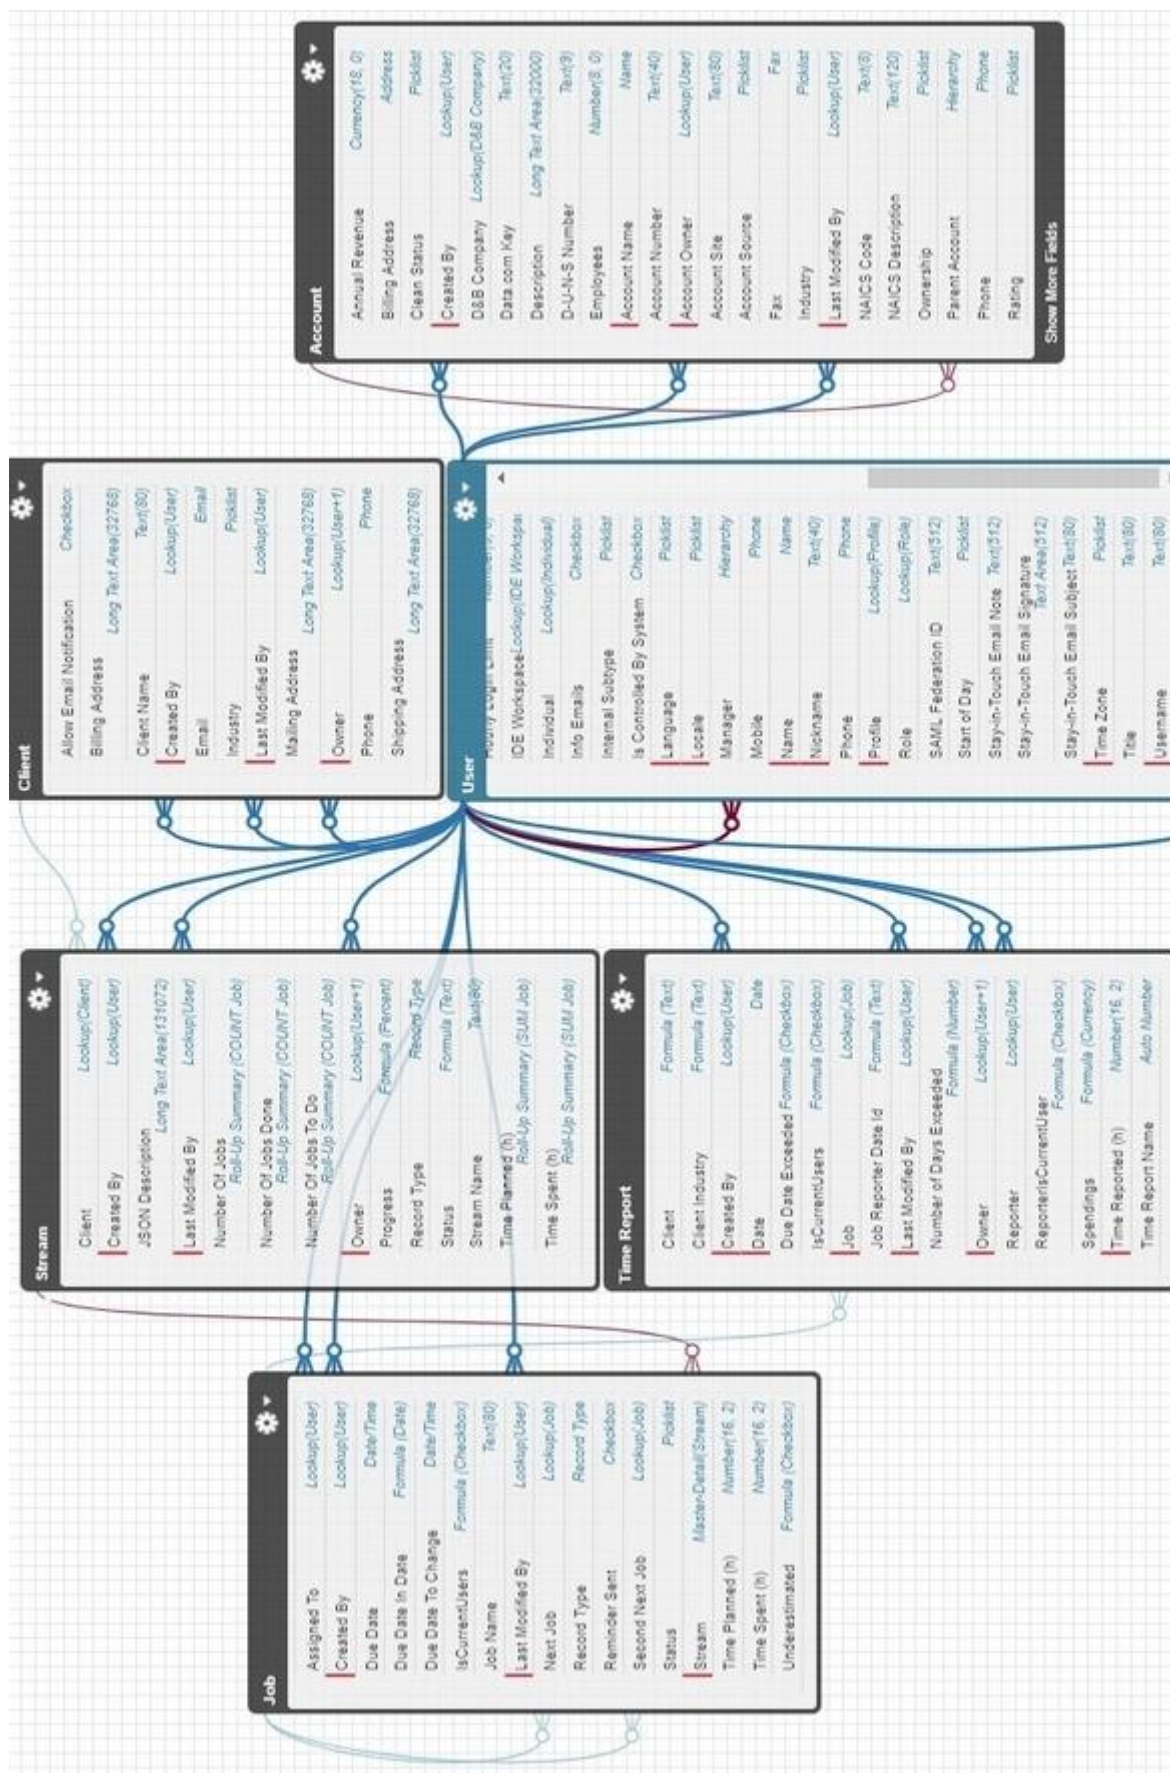 Job
Assigned To Lookup(User)
Created By Lookup(User)
Due Date Date/Time
Due Date In Date Formula (Date)
Due Date To Change Date/Time
IsCurrentUsers Formula (Checkbox)
Job Name Text(80)
Last Modified By Lookup(User)
Next Job Lookup(Job)
Record Type Record Type
Reminder Sent Checkbox
Second Next Job Lookup(Job)
Status Picklist
Stream Master-Detail(Stream)
Time Planned (h) Number(16, 2)
Time Spent (h) Number(16, 2)
Underestimated Formula (Checkbox)
Stream
Client Lookup(Client)
Created By Lookup(User)
JSON Description
Long Text Area(131072)
Last Modified By Lookup(User)
Number Of Jobs
Roll-Up Summary (COUNT Job)
Number Of Jobs Done
Roll-Up Summary (COUNT Job)
Number Of Jobs To Do
Roll-Up Summary (COUNT Job)
Owner Lookup(User+1)
Progress Formula (Percent)
Record Type Record Type
Status Formula (Text)
Stream Name Text(80)
Time Planned (h)
Roll-Up Summary (SUM Job)
Time Spent (h)
Roll-Up Summary (SUM Job)
Time Report
Client Formula (Text)
Client Industry Formula (Text)
Created By Lookup(User)
Date Date
Due Date Exceeded Formula (Checkbox)
IsCurrentUsers Formula (Checkbox)
Job Lookup(Job)
Job Reporter Date Id Formula (Text)
Last Modified By Lookup(User)
Number of Days Exceeded
Formula (Number)
Owner Lookup(User+1)
Reporter Lookup(User)
ReporterIsCurrentUser
Formula (Checkbox)
Spendings Formula (Currency)
Time Reported (h) Number(16, 2)
Time Report Name Auto Number
Client
Allow Email Notification Checkbox
Billing Address
Long Text Area(32768)
Client Name Text(80)
Created By Lookup(User)
Email Email
Industry Picklist
Last Modified By Lookup(User)
Mailing Address
Long Text Area(32768)
Owner Lookup(User+1)
Phone Phone
Shipping Address
Long Text Area(32768)
User
IDE Workspace Lookup(IDE Workspac
Individual Lookup(Individual)
Info Emails Checkbox
Internal Subtype Picklist
Is Controlled By System Checkbox
Language Picklist
Locale Picklist
Manager Hierarchy
Mobile Phone
Name Name
Nickname Text(40)
Phone Phone
Profile Lookup(Profile)
Role Lookup(Role)
SAML Federation ID Text(512)
Start of Day Picklist
Stay-in-Touch Email Note Text(512)
Stay-in-Touch Email Signature
Text Area(512)
Stay-in-Touch Email Subject Text(80)
Time Zone Picklist
Title Text(80)
Username Text(80)
Account
Annual Revenue Currency(18, 0)
Billing Address Address
Clean Status Picklist
Created By Lookup(User)
D&B Company Lookup(D&B Company)
Data.com Key Text(20)
Description Long Text Area(32000)
D-U-N-S Number Text(9)
Employees Number(8, 0)
Account Name Name
Account Number Text(40)
Account Owner Lookup(User)
Account Site Text(80)
Account Source Picklist
Fax Fax
Industry Picklist
Last Modified By Lookup(User)
NAICS Code Text(8)
NAICS Description Text(120)
Ownership Picklist
Parent Account Hierarchy
Phone Phone
Rating Picklist
Show More Fields